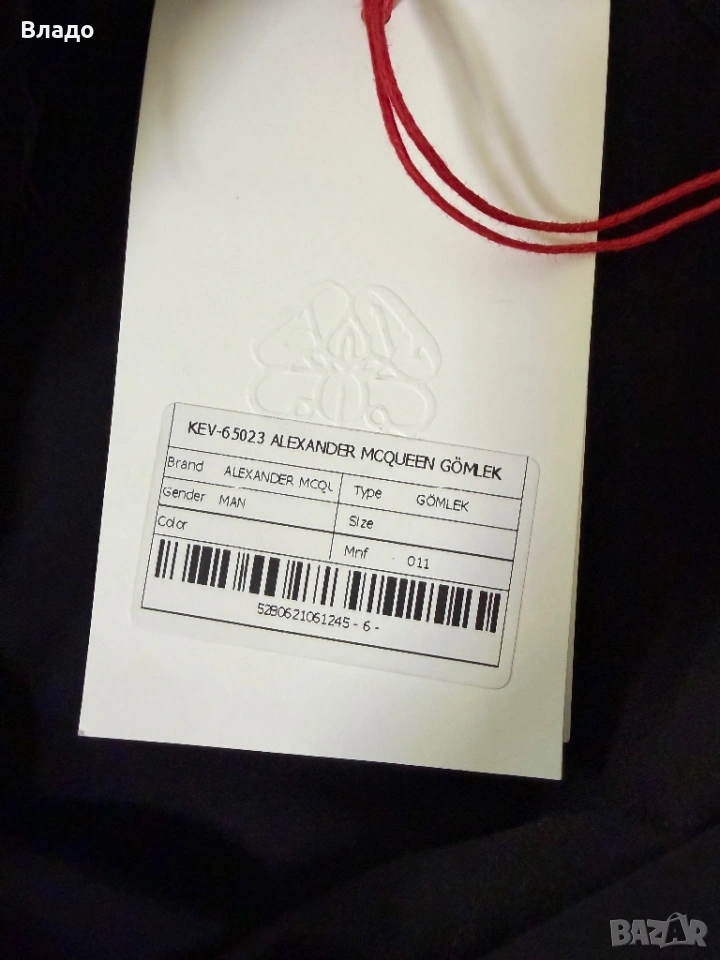 Владо
KEV-65023 ALEXANDER MCQUEEN GÖMLEK
Brand ALEXANDER MCQL Type GÖMLEK
Gender MAN Size
Color Mnf . 011
52B0621061245 - 6 -
BAZAR